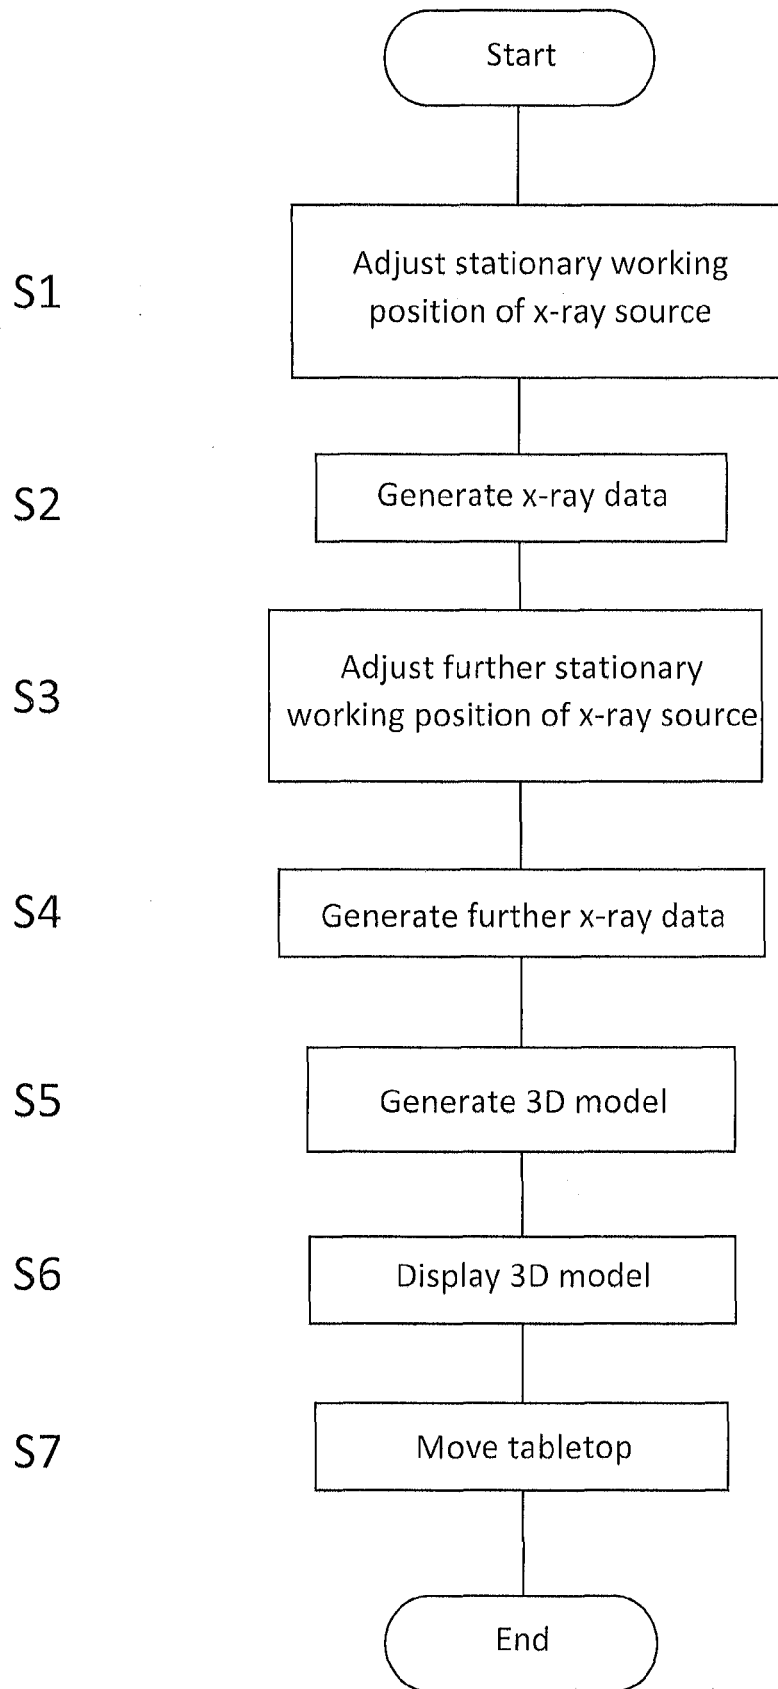 Start
S1
Adjust stationary working
position of x-ray source
S2
Generate x-ray data
S3
Adjust further stationary
working position of x-ray source
S4
Generate further x-ray data
S5
Generate 3D model
S6
Display 3D model
S7
Move tabletop
End